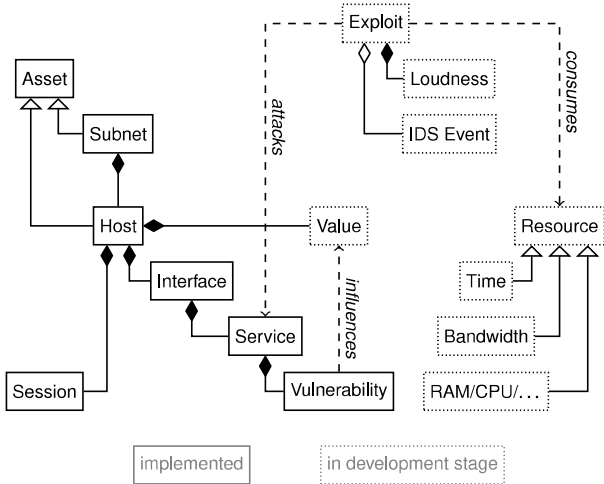 Exploit
Asset
Loudness
consumes
attacks
Subnet
IDS Event
Host
Value
Resource
Interface
Time
influences
Service
Bandwidth
Session
Vulnerability
RAM/CPU/...
implemented
in development stage